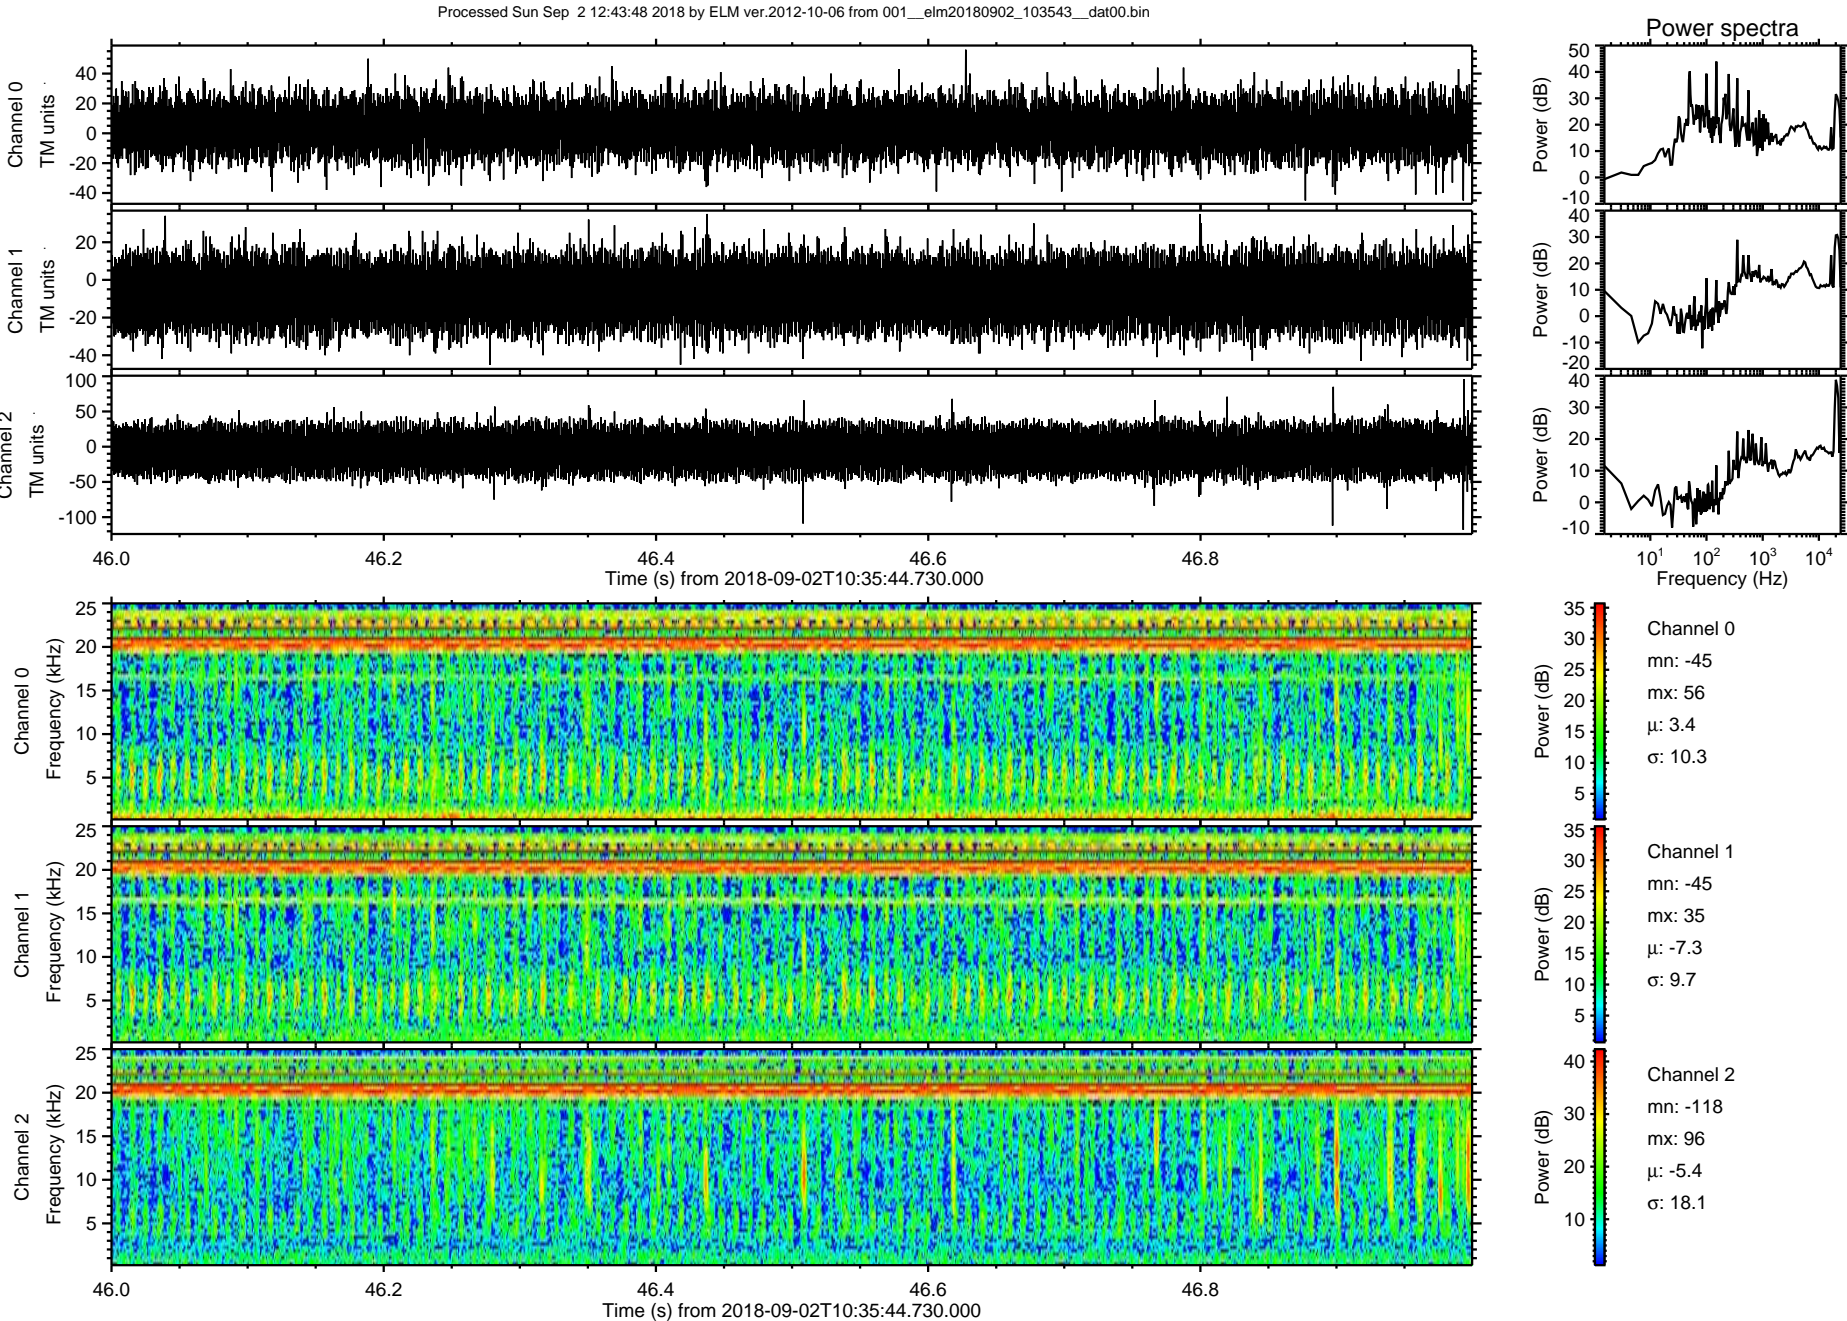 Processed Sun Sep  2 12:43:48 2018 by ELM ver.2012-10-06 from 001__elm20180902_103543__dat00.bin
Power spectra
Channel 0
TM units
40
20
0
-20
-40
Power (dB)
50
40
30
20
10
0
-10
Channel 1
TM units
20
0
-20
-40
Power (dB)
40
30
20
10
0
-10
-20
Channel 2
TM units
100
50
0
-50
-100
Power (dB)
40
30
20
10
0
-10
46.0 46.2 46.4 46.6 46.8
Time (s) from 2018-09-02T10:35:44.730.000
10¹ 10² 10³ 10⁴
Frequency (Hz)
Channel 0
Frequency (kHz)
25
20
15
10
5
Power (dB)
35
30
25
20
15
10
5
Channel 0
mn: -45
mx: 56
μ: 3.4
σ: 10.3
Channel 1
Frequency (kHz)
25
20
15
10
5
Power (dB)
35
30
25
20
15
10
5
Channel 1
mn: -45
mx: 35
μ: -7.3
σ: 9.7
Channel 2
Frequency (kHz)
25
20
15
10
5
Power (dB)
40
30
20
10
Channel 2
mn: -118
mx: 96
μ: -5.4
σ: 18.1
46.0 46.2 46.4 46.6 46.8
Time (s) from 2018-09-02T10:35:44.730.000